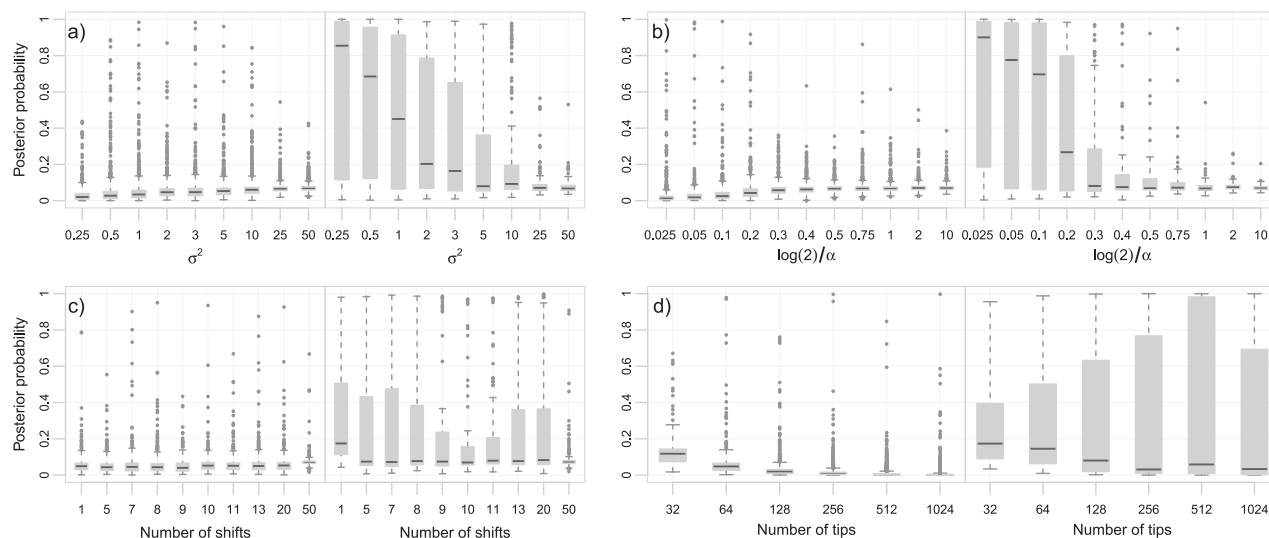 a)
Posterior probability
1
0.8
0.6
0.4
0.2
0
0.25 0.5 1 2 3 5 10 25 50 0.25 0.5 1 2 3 5 10 25 50
σ² σ²
b)
1
0.8
0.6
0.4
0.2
0
0.025 0.05 0.1 0.2 0.3 0.4 0.5 0.75 1 2 10 0.025 0.05 0.1 0.2 0.3 0.4 0.5 0.75 1 2 10
log(2)/α log(2)/α
c)
Posterior probability
1
0.8
0.6
0.4
0.2
0
1 5 7 8 9 10 11 13 20 50 1 5 7 8 9 10 11 13 20 50
Number of shifts Number of shifts
d)
1
0.8
0.6
0.4
0.2
0
32 64 128 256 512 1024 32 64 128 256 512 1024
Number of tips Number of tips